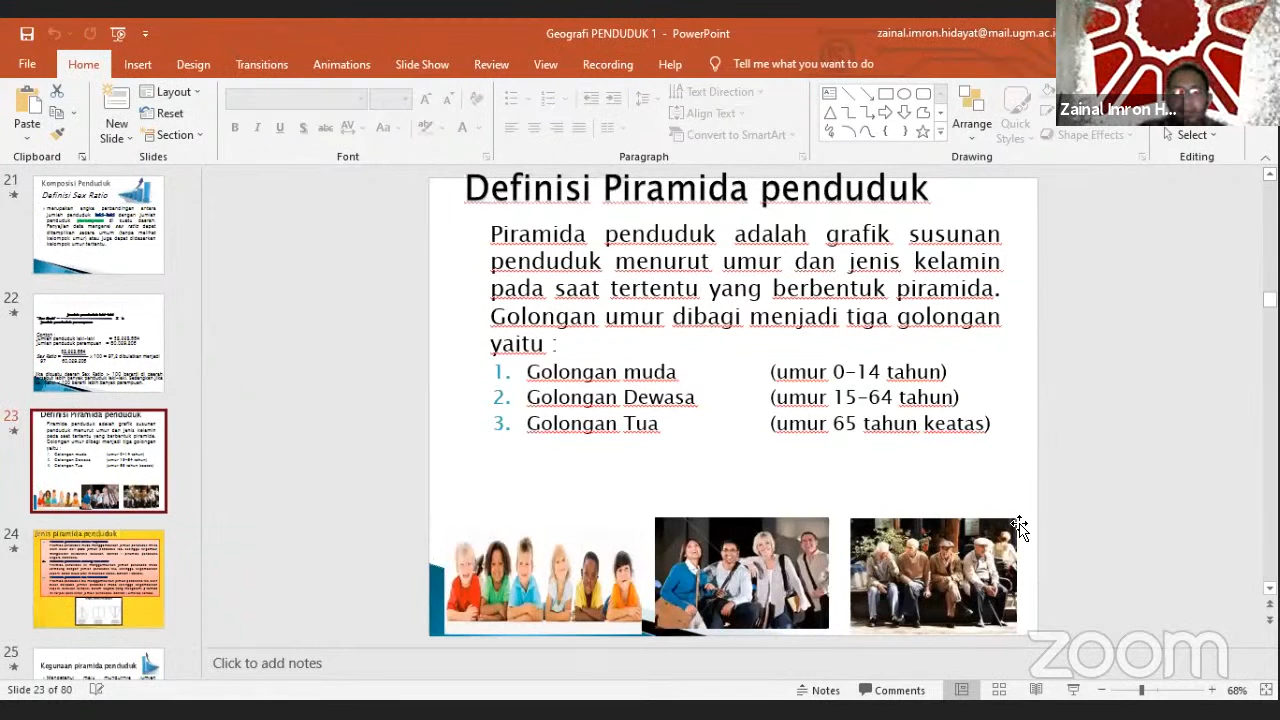 Geografi PENDUDUK 1 - PowerPoint
zainal.imron.hidayat@mail.ugm.ac.i
File Home Insert Design Transitions Animations Slide Show Review View Recording Help Tell me what you want to do
Zainal Imron H...
Paste
New
Slide
Layout
Reset
Section
Text Direction
Align Text
Convert to SmartArt
Arrange
Quick
Styles
Shape Effects
Select
Clipboard Slides Font Paragraph Drawing Editing
21
Komposisi Penduduk
Definisi Sex Ratio
22
23
Definisi Piramida penduduk
24
Jenis piramida penduduk
25
Kegunaan piramida penduduk
Definisi Piramida penduduk
Piramida penduduk adalah grafik susunan
penduduk menurut umur dan jenis kelamin
pada saat tertentu yang berbentuk piramida.
Golongan umur dibagi menjadi tiga golongan
yaitu :
1. Golongan muda (umur 0-14 tahun)
2. Golongan Dewasa (umur 15-64 tahun)
3. Golongan Tua (umur 65 tahun keatas)
Click to add notes
zoom
Slide 23 of 80
Notes
Comments
68%